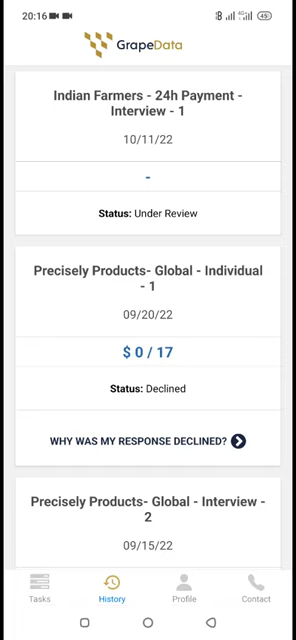 20:16
4G
45
GrapeData
Indian Farmers - 24h Payment -
Interview - 1
10/11/22
-
Status: Under Review
Precisely Products- Global - Individual
- 1
09/20/22
$ 0 / 17
Status: Declined
WHY WAS MY RESPONSE DECLINED?
Precisely Products- Global - Interview -
2
09/15/22
Tasks
History
Profile
Contact